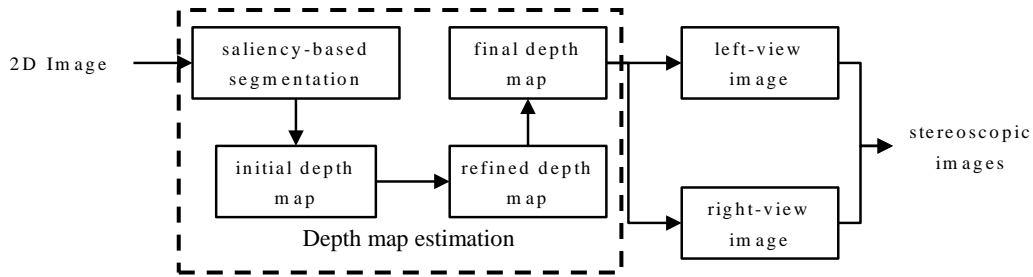 2D Image
saliency-based
segmentation
initial depth
map
refined depth
map
final depth
map
Depth map estimation
left-view
image
right-view
image
stereoscopic
images